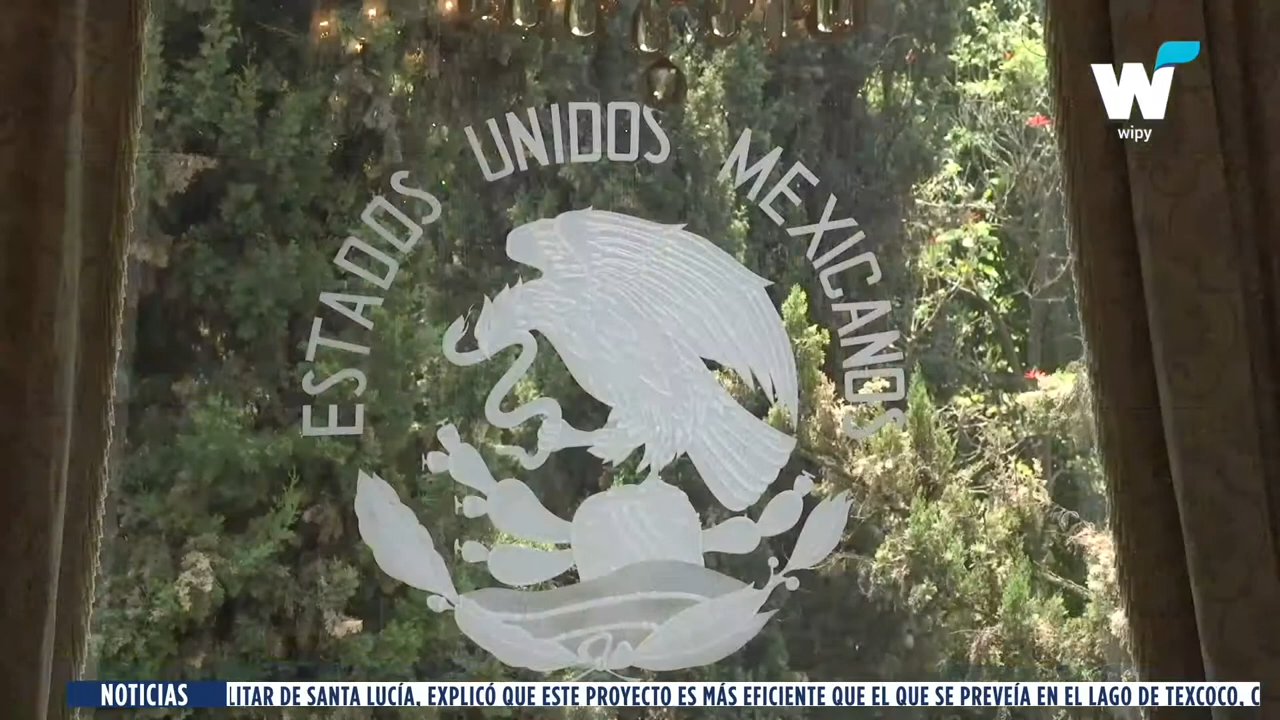 wipy
ESTADOS UNIDOS MEXICANOS
NOTICIAS
LITAR DE SANTA LUCÍA, EXPLICÓ QUE ESTE PROYECTO ES MÁS EFICIENTE QUE EL QUE SE PREVEÍA EN EL LAGO DE TEXCOCO, C